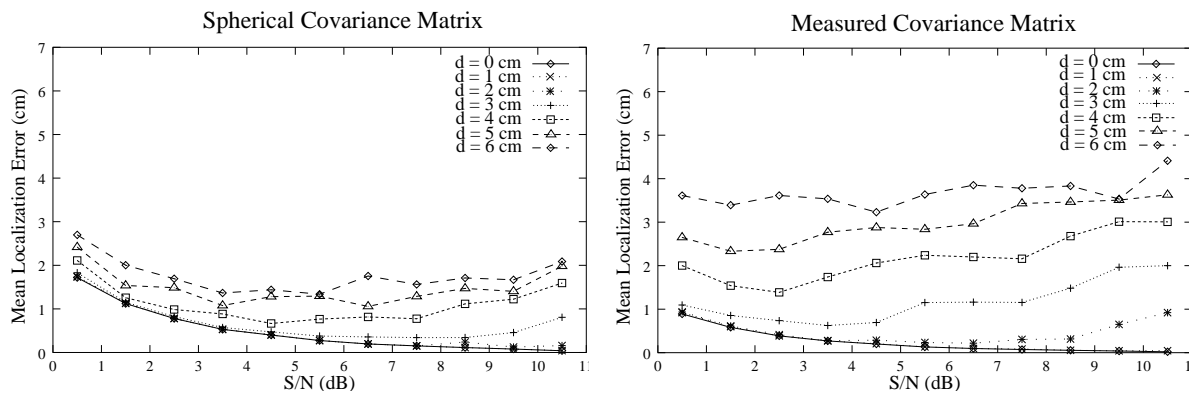 Spherical Covariance Matrix
7
6
5
4
3
2
1
0
Mean Localization Error (cm)
d = 0 cm
d = 1 cm
d = 2 cm
d = 3 cm
d = 4 cm
d = 5 cm
d = 6 cm
0 1 2 3 4 5 6 7 8 9 10 11
S/N (dB)
Measured Covariance Matrix
7
6
5
4
3
2
1
0
Mean Localization Error (cm)
d = 0 cm
d = 1 cm
d = 2 cm
d = 3 cm
d = 4 cm
d = 5 cm
d = 6 cm
0 1 2 3 4 5 6 7 8 9 10 11
S/N (dB)